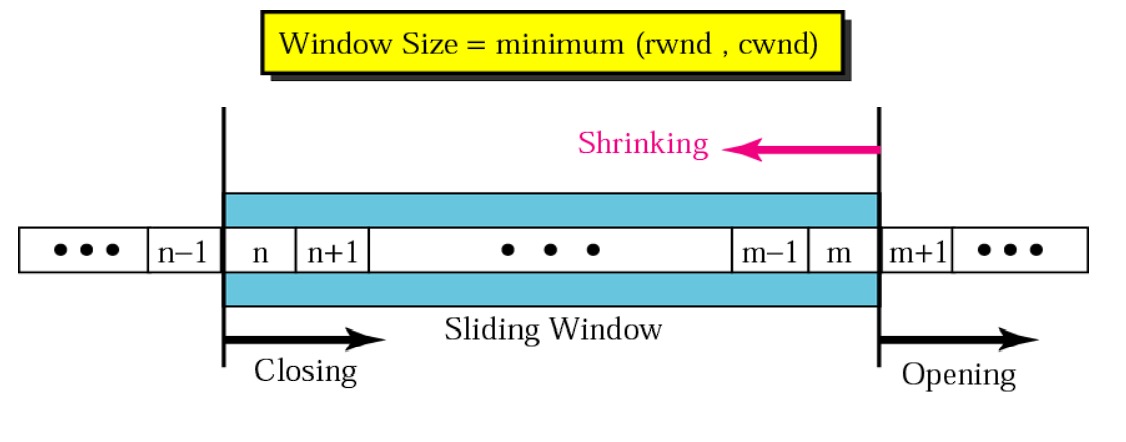 Window Size = minimum (rwnd , cwnd)
Shrinking
••• n–1 n n+1 • • • m–1 m m+1 •••
Sliding Window
Closing
Opening